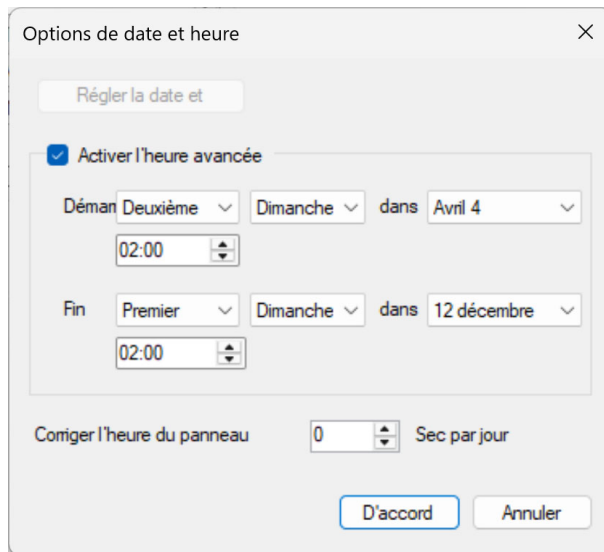 Options de date et heure
Régler la date et
Activer l'heure avancée
Démarr Deuxième Dimanche dans Avril 4
02:00
Fin Premier Dimanche dans 12 décembre
02:00
Corriger l'heure du panneau 0 Sec par jour
D'accord Annuler